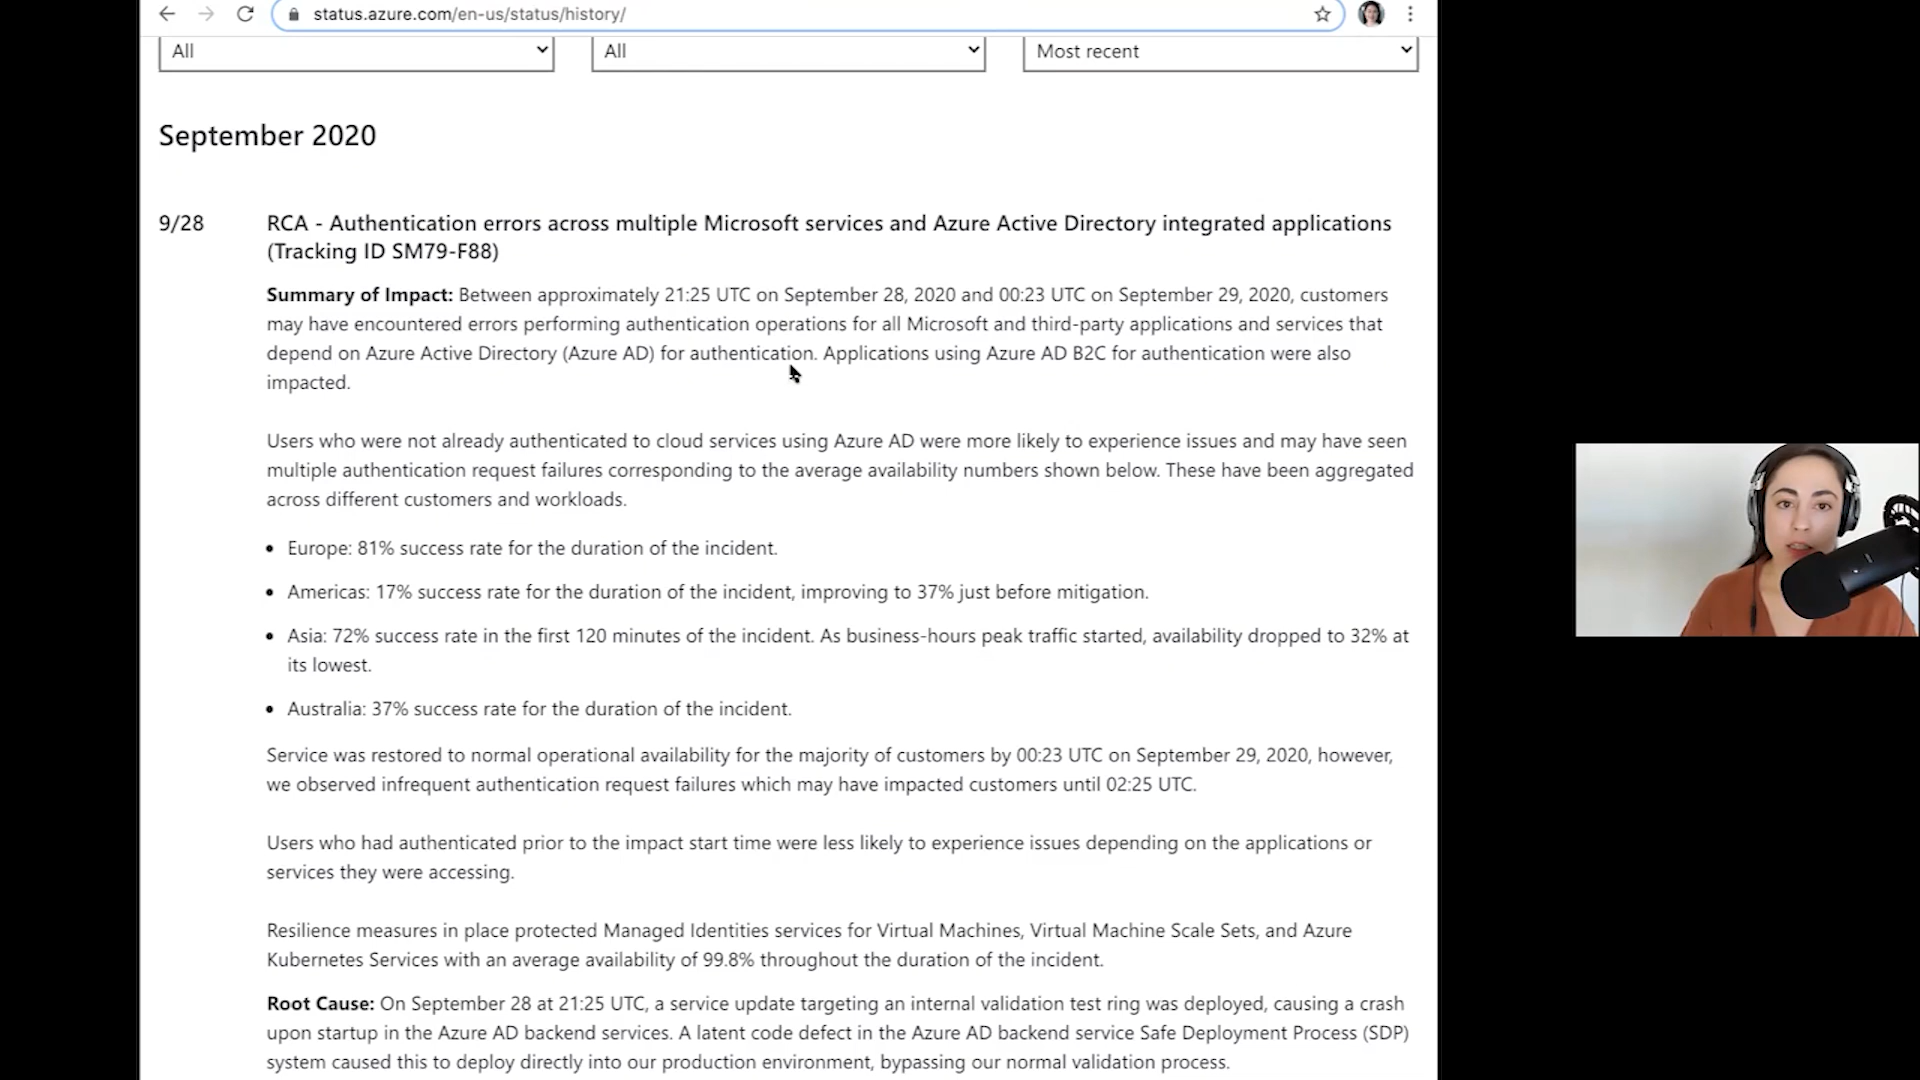 status.azure.com/en-us/status/history/
All
All
Most recent
September 2020
9/28
RCA - Authentication errors across multiple Microsoft services and Azure Active Directory integrated applications
(Tracking ID SM79-F88)
Summary of Impact: Between approximately 21:25 UTC on September 28, 2020 and 00:23 UTC on September 29, 2020, customers
may have encountered errors performing authentication operations for all Microsoft and third-party applications and services that
depend on Azure Active Directory (Azure AD) for authentication. Applications using Azure AD B2C for authentication were also
impacted.
Users who were not already authenticated to cloud services using Azure AD were more likely to experience issues and may have seen
multiple authentication request failures corresponding to the average availability numbers shown below. These have been aggregated
across different customers and workloads.
• Europe: 81% success rate for the duration of the incident.
• Americas: 17% success rate for the duration of the incident, improving to 37% just before mitigation.
• Asia: 72% success rate in the first 120 minutes of the incident. As business-hours peak traffic started, availability dropped to 32% at
its lowest.
• Australia: 37% success rate for the duration of the incident.
Service was restored to normal operational availability for the majority of customers by 00:23 UTC on September 29, 2020, however,
we observed infrequent authentication request failures which may have impacted customers until 02:25 UTC.
Users who had authenticated prior to the impact start time were less likely to experience issues depending on the applications or
services they were accessing.
Resilience measures in place protected Managed Identities services for Virtual Machines, Virtual Machine Scale Sets, and Azure
Kubernetes Services with an average availability of 99.8% throughout the duration of the incident.
Root Cause: On September 28 at 21:25 UTC, a service update targeting an internal validation test ring was deployed, causing a crash
upon startup in the Azure AD backend services. A latent code defect in the Azure AD backend service Safe Deployment Process (SDP)
system caused this to deploy directly into our production environment, bypassing our normal validation process.